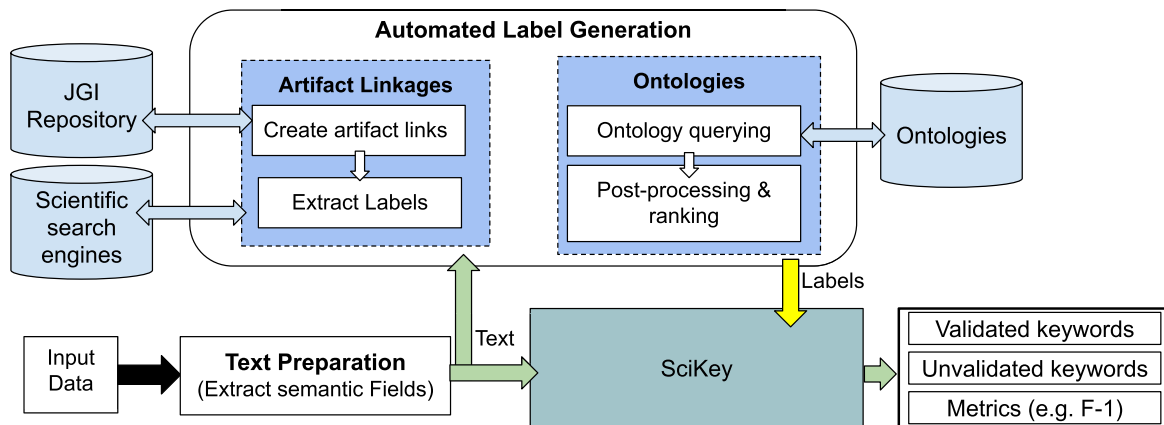 Automated Label Generation
JGI
Repository
Scientific
search
engines
Artifact Linkages
Create artifact links
Extract Labels
Ontologies
Ontology querying
Post-processing &
ranking
Ontologies
Labels
Text
Input
Data
Text Preparation
(Extract semantic Fields)
SciKey
Validated keywords
Unvalidated keywords
Metrics (e.g. F-1)